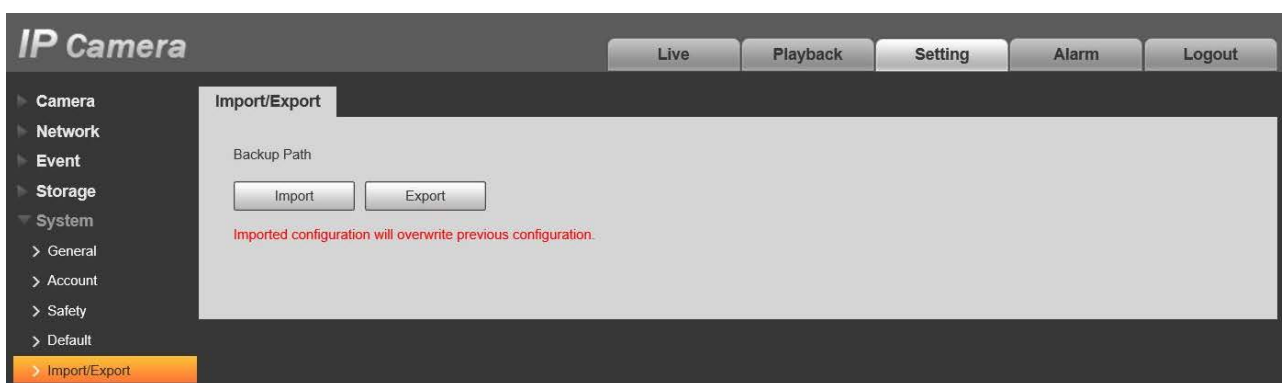 IP Camera
Live Playback Setting Alarm Logout
Camera
Network
Event
Storage
System
General
Account
Safety
Default
Import/Export
Import/Export
Backup Path
Import Export
Imported configuration will overwrite previous configuration.